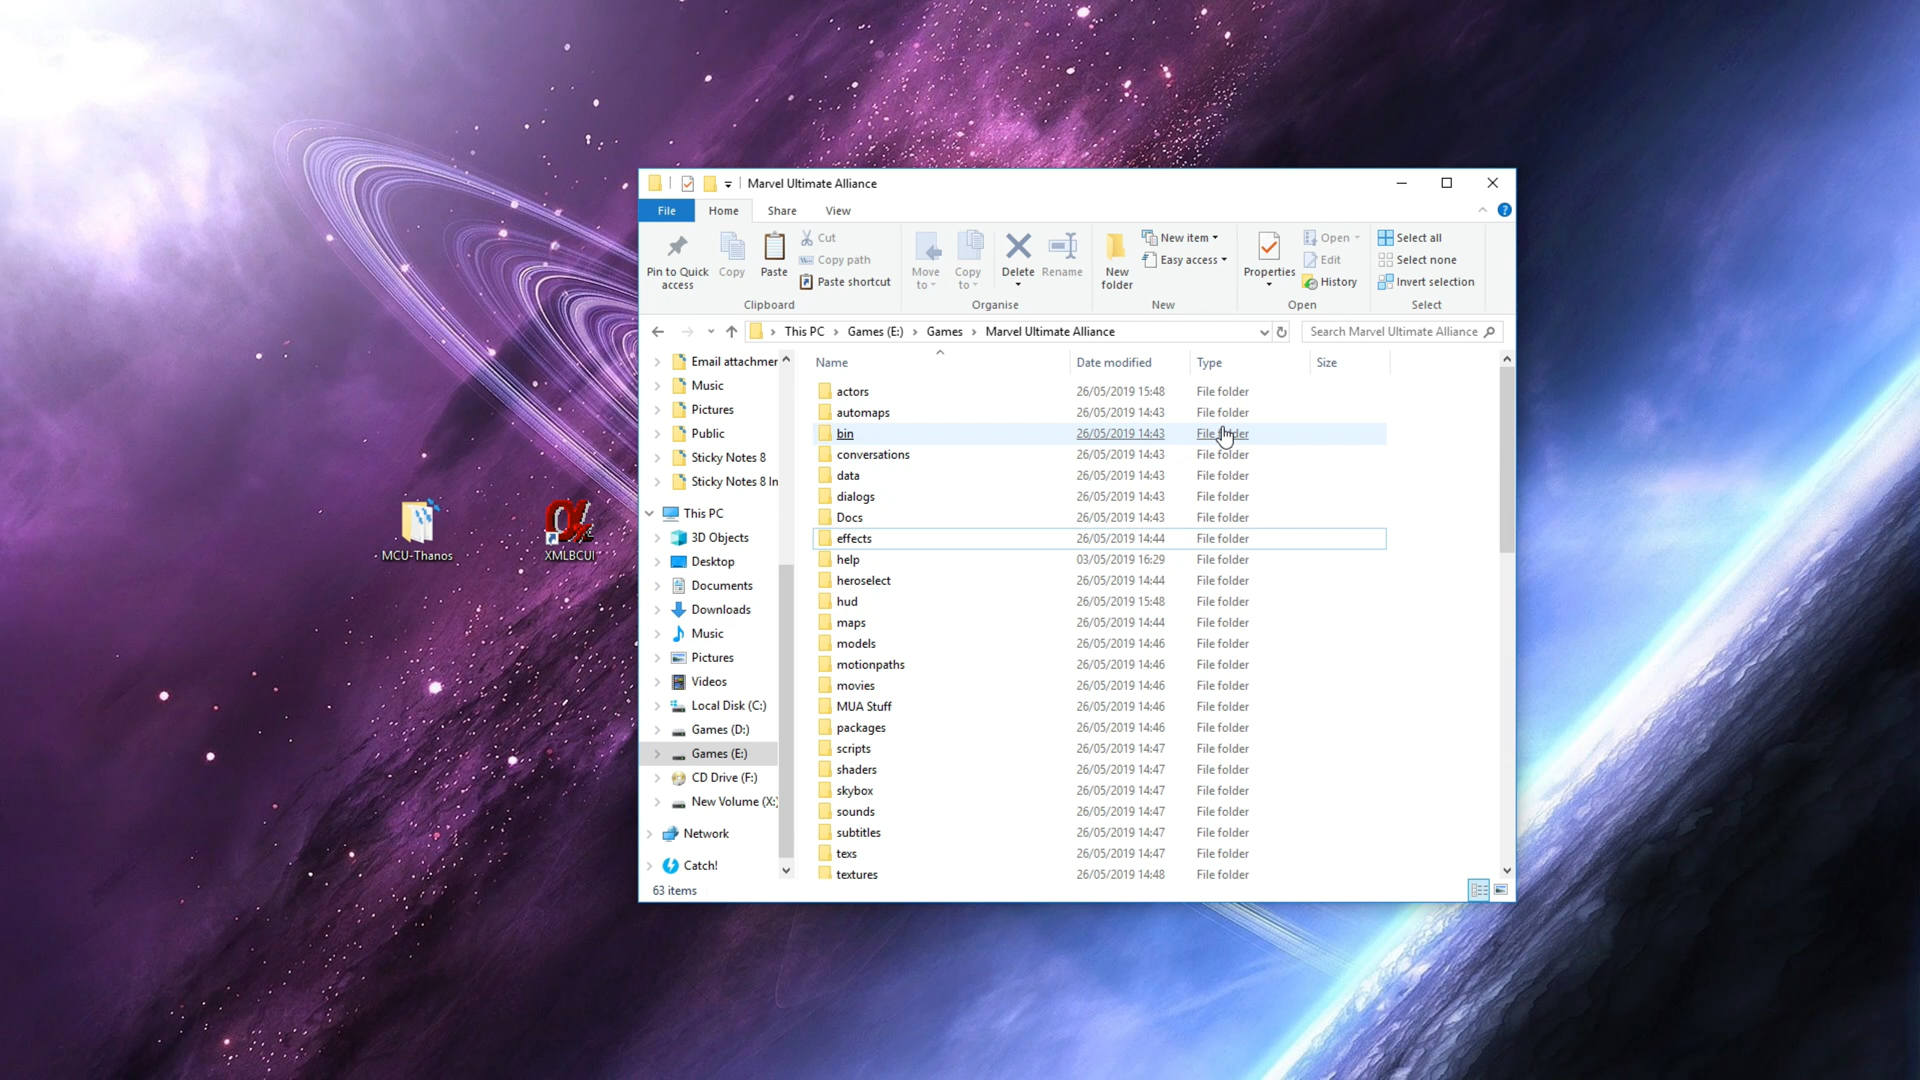 Marvel Ultimate Alliance
File Home Share View
Pin to Quick access
Copy
Paste
Cut
Copy path
Paste shortcut
Clipboard
Move to
Copy to
Delete
Rename
Organise
New folder
New item
Easy access
New
Properties
Open
Edit
History
Open
Select all
Select none
Invert selection
Select
This PC > Games (E:) > Games > Marvel Ultimate Alliance
Search Marvel Ultimate Alliance
Email attachmer
Music
Pictures
Public
Sticky Notes 8
Sticky Notes 8 In
This PC
3D Objects
Desktop
Documents
Downloads
Music
Pictures
Videos
Local Disk (C:)
Games (D:)
Games (E:)
CD Drive (F:)
New Volume (X:)
Network
Catch!
Name Date modified Type Size
actors 26/05/2019 15:48 File folder
automaps 26/05/2019 14:43 File folder
bin 26/05/2019 14:43 File folder
conversations 26/05/2019 14:43 File folder
data 26/05/2019 14:43 File folder
dialogs 26/05/2019 14:43 File folder
Docs 26/05/2019 14:43 File folder
effects 26/05/2019 14:44 File folder
help 03/05/2019 16:29 File folder
heroselect 26/05/2019 14:44 File folder
hud 26/05/2019 15:48 File folder
maps 26/05/2019 14:44 File folder
models 26/05/2019 14:46 File folder
motionpaths 26/05/2019 14:46 File folder
movies 26/05/2019 14:46 File folder
MUA Stuff 26/05/2019 14:46 File folder
packages 26/05/2019 14:46 File folder
scripts 26/05/2019 14:47 File folder
shaders 26/05/2019 14:47 File folder
skybox 26/05/2019 14:47 File folder
sounds 26/05/2019 14:47 File folder
subtitles 26/05/2019 14:47 File folder
texs 26/05/2019 14:47 File folder
textures 26/05/2019 14:48 File folder
63 items
MCU-Thanos
XMLBCUI